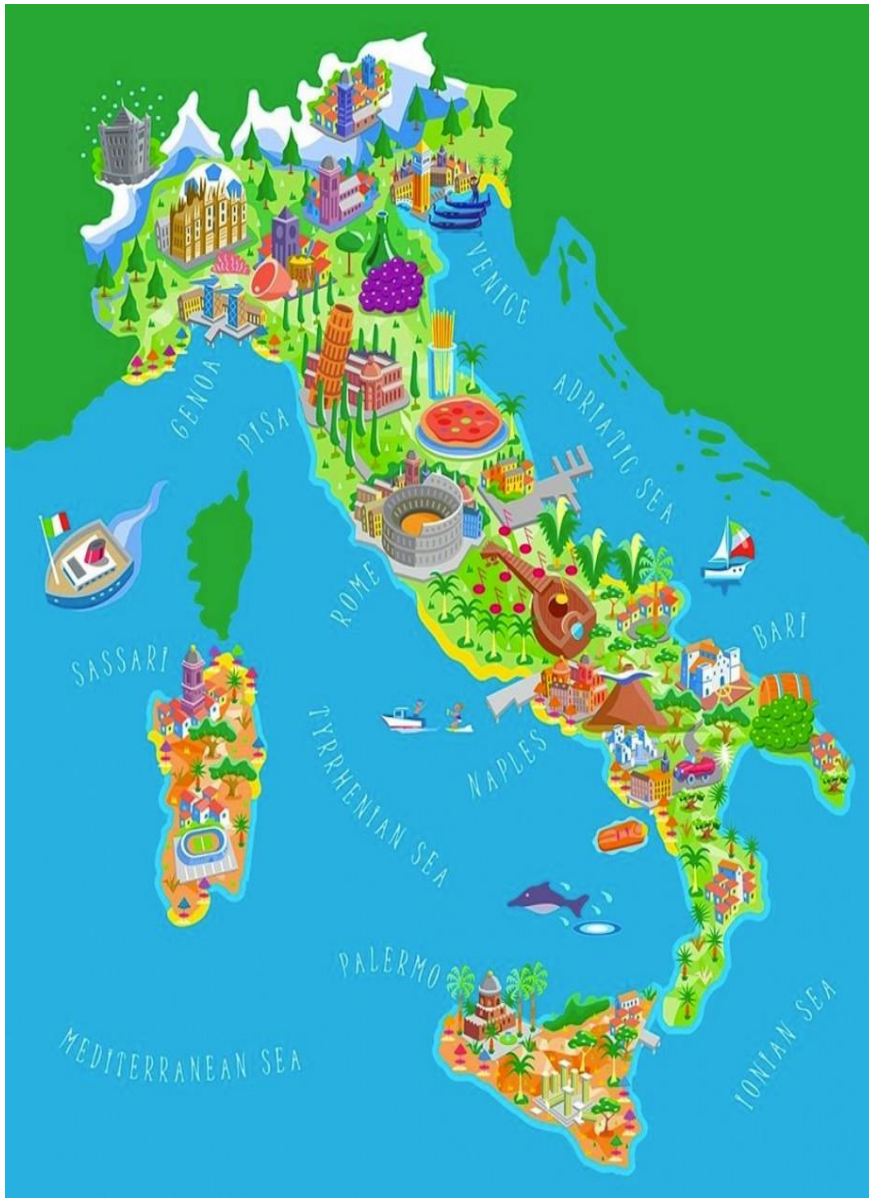 VENICE
GENOA
PISA
ADRIATIC SEA
ROME
BARI
SASSARI
TYRRHENIAN SEA
NAPLES
PALERMO
MEDITERRANEAN SEA
IONIAN SEA